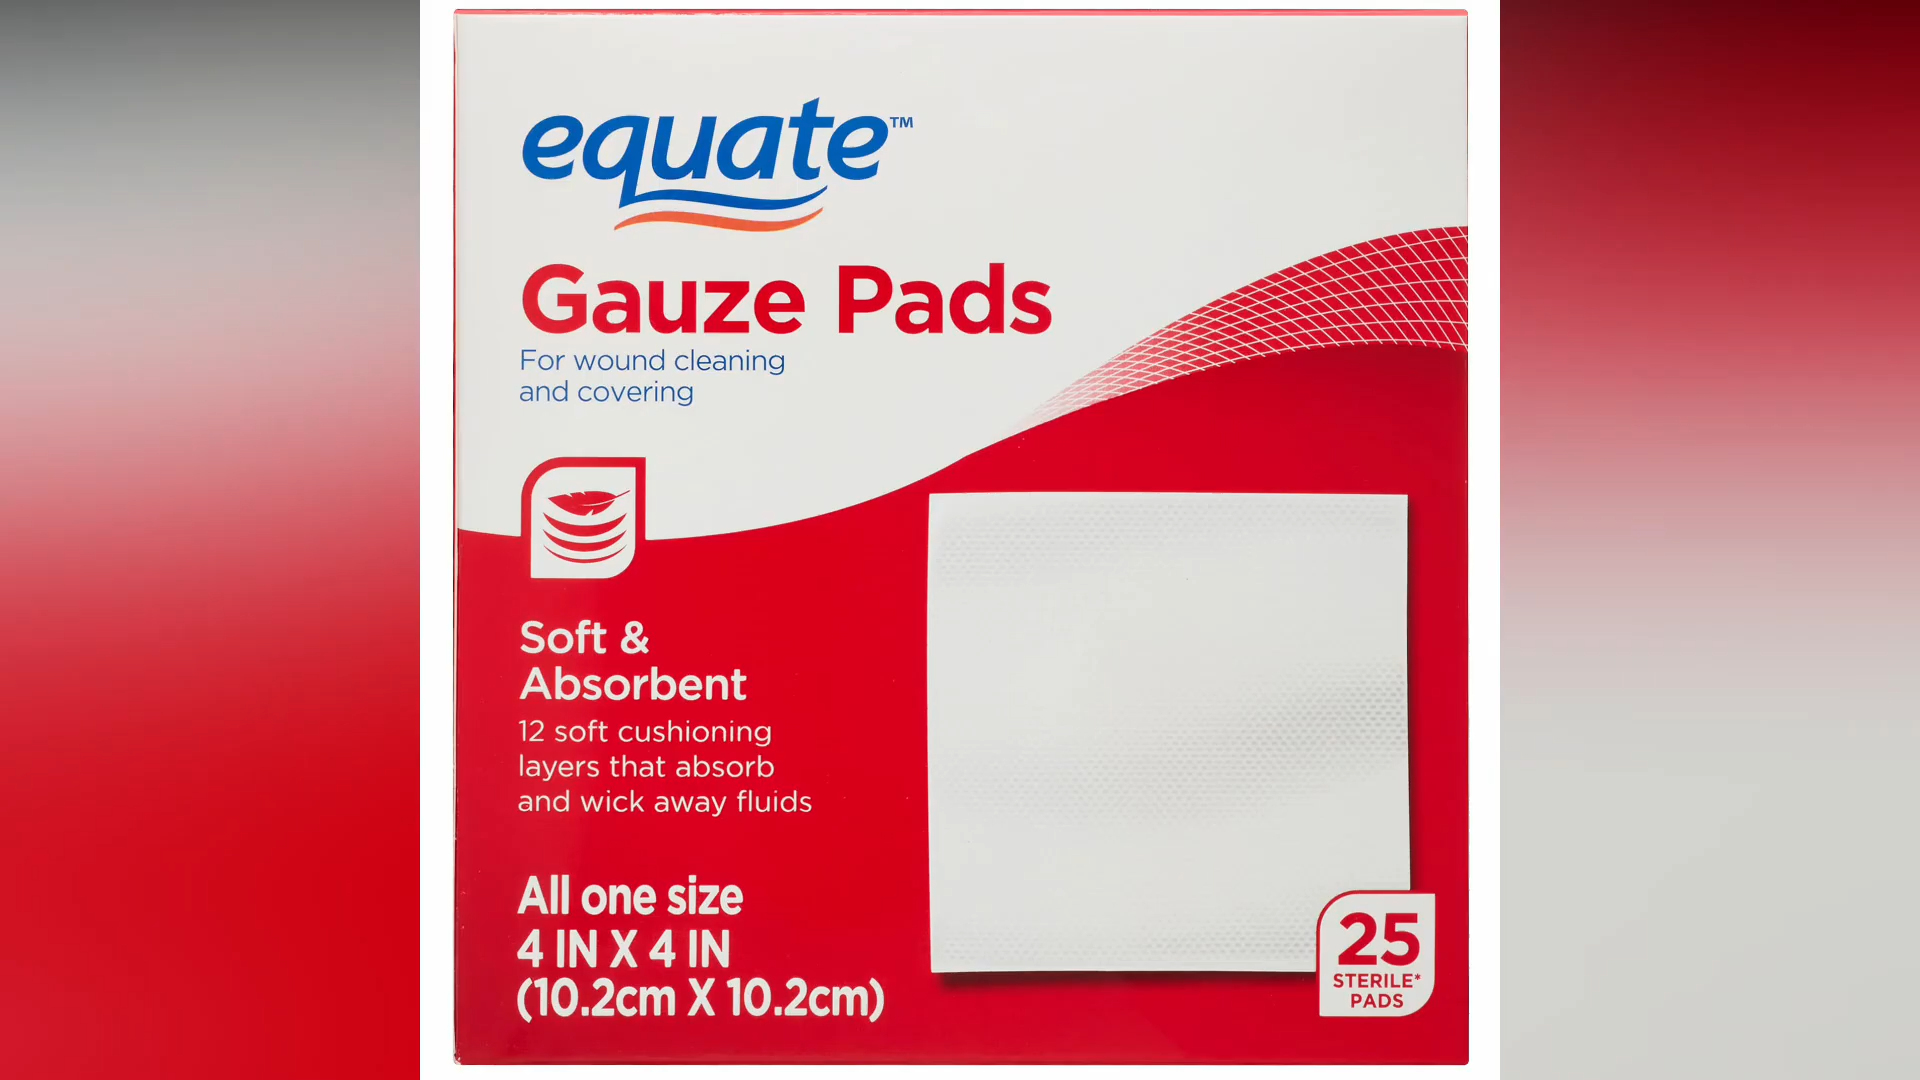 equate™
Gauze Pads
For wound cleaning
and covering
Soft &
Absorbent
12 soft cushioning
layers that absorb
and wick away fluids
All one size
4 IN X 4 IN
(10.2cm X 10.2cm)
25
STERILE*
PADS